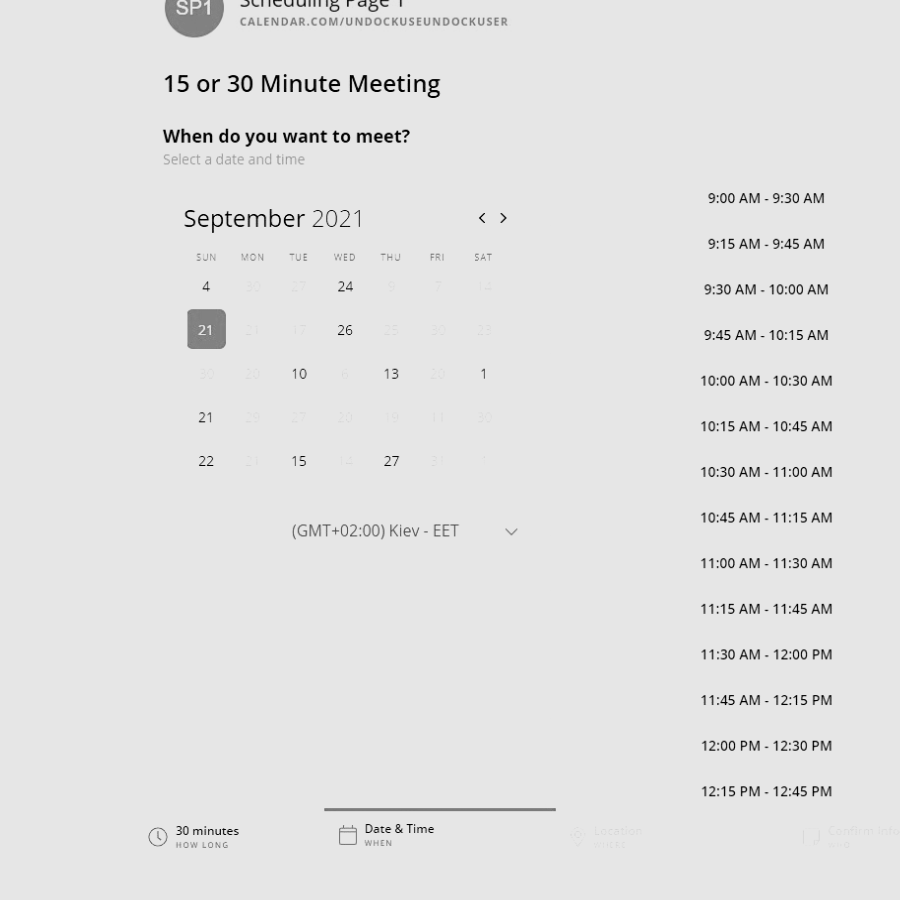 SP1
Scheduling Page 1
CALENDAR.COM/UNDOCKUSEUNDOCKUSER
15 or 30 Minute Meeting
When do you want to meet?
Select a date and time
September 2021
SUN MON TUE WED THU FRI SAT
4 30 27 24 9 7 14
21 21 17 26 25 30 23
30 20 10 6 13 20 1
21 29 27 20 19 11 30
22 21 15 14 27 31
(GMT+02:00) Kiev - EET
9:00 AM - 9:30 AM
9:15 AM - 9:45 AM
9:30 AM - 10:00 AM
9:45 AM - 10:15 AM
10:00 AM - 10:30 AM
10:15 AM - 10:45 AM
10:30 AM - 11:00 AM
10:45 AM - 11:15 AM
11:00 AM - 11:30 AM
11:15 AM - 11:45 AM
11:30 AM - 12:00 PM
11:45 AM - 12:15 PM
12:00 PM - 12:30 PM
12:15 PM - 12:45 PM
30 minutes
HOW LONG
Date & Time
WHEN
Location
WHERE
Confirm Info
WHO